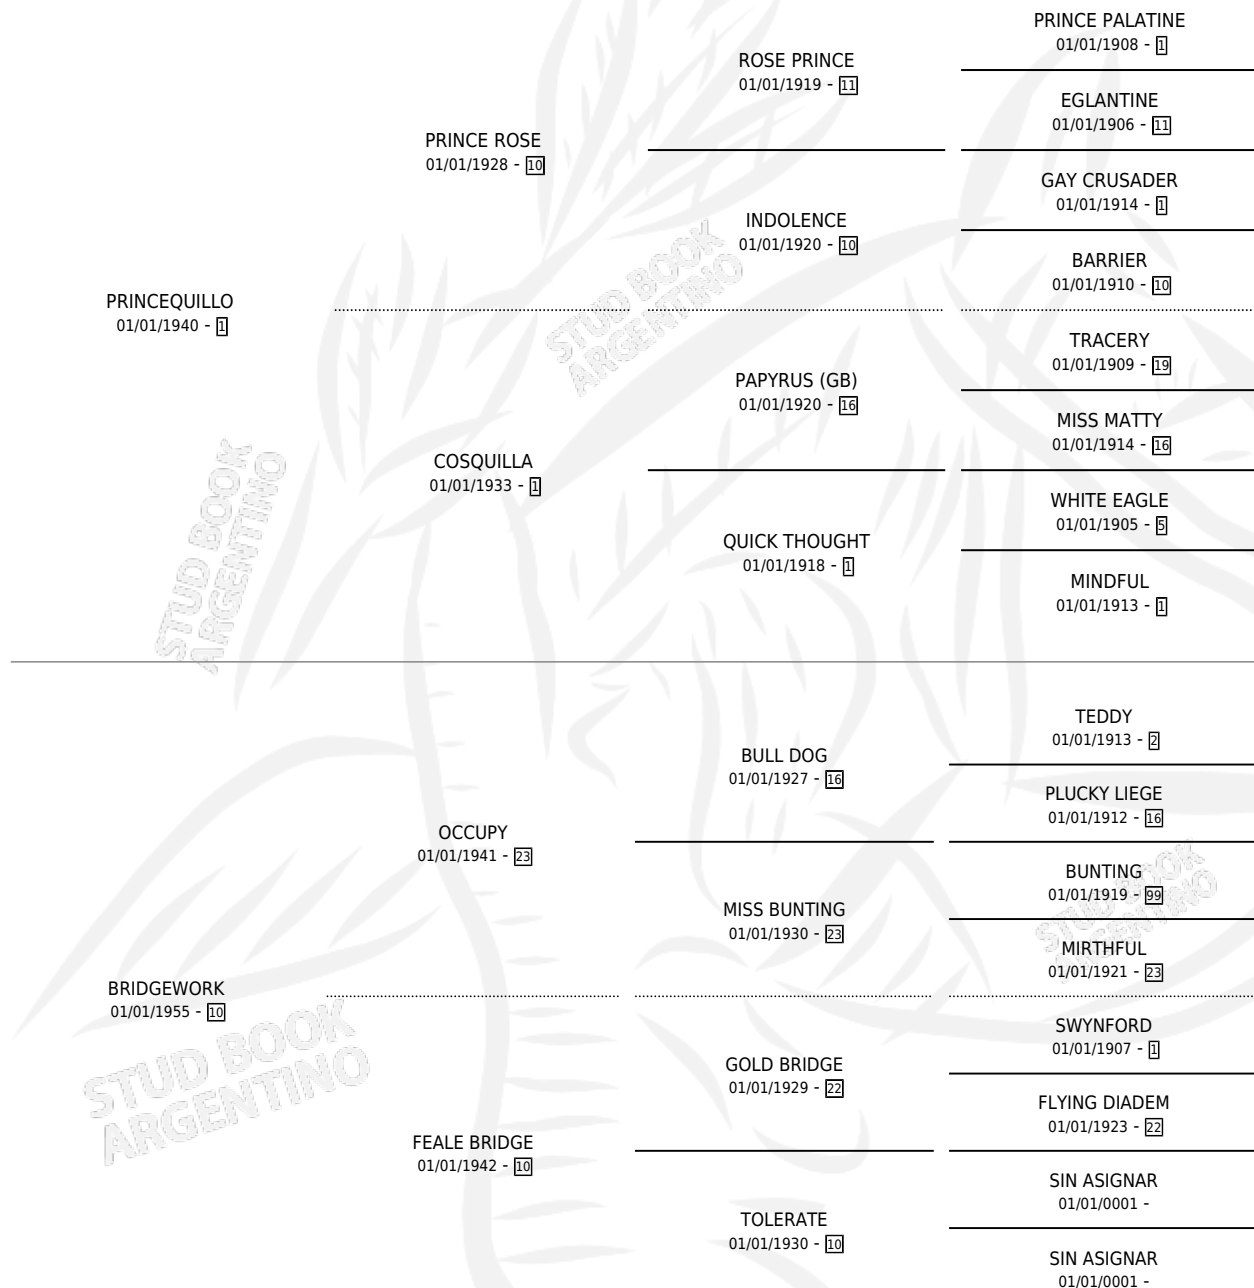 PRINCE PALATINE
01/01/1908 - 1
ROSE PRINCE
01/01/1919 - 11
EGLANTINE
01/01/1906 - 11
PRINCE ROSE
01/01/1928 - 10
GAY CRUSADER
01/01/1914 - 1
INDOLENCE
01/01/1920 - 10
BARRIER
01/01/1910 - 10
PRINCEQUILLO
01/01/1940 - 1
TRACERY
01/01/1909 - 19
PAPYRUS (GB)
01/01/1920 - 16
MISS MATTY
01/01/1914 - 16
COSQUILLA
01/01/1933 - 1
WHITE EAGLE
01/01/1905 - 5
QUICK THOUGHT
01/01/1918 - 1
MINDFUL
01/01/1913 - 1
TEDDY
01/01/1913 - 2
BULL DOG
01/01/1927 - 16
PLUCKY LIEGE
01/01/1912 - 16
OCCUPY
01/01/1941 - 23
BUNTING
01/01/1919 - 99
MISS BUNTING
01/01/1930 - 23
MIRTHFUL
01/01/1921 - 23
BRIDGEWORK
01/01/1955 - 10
SWYNFORD
01/01/1907 - 1
GOLD BRIDGE
01/01/1929 - 22
FLYING DIADEM
01/01/1923 - 22
FEALE BRIDGE
01/01/1942 - 10
SIN ASIGNAR
01/01/0001 -
TOLERATE
01/01/1930 - 10
SIN ASIGNAR
01/01/0001 -
STUD BOOK
ARGENTINO
STUD BOOK
ARGENTINO
STUD BOOK
ARGENTINO
STUD BOOK
ARGENTINO